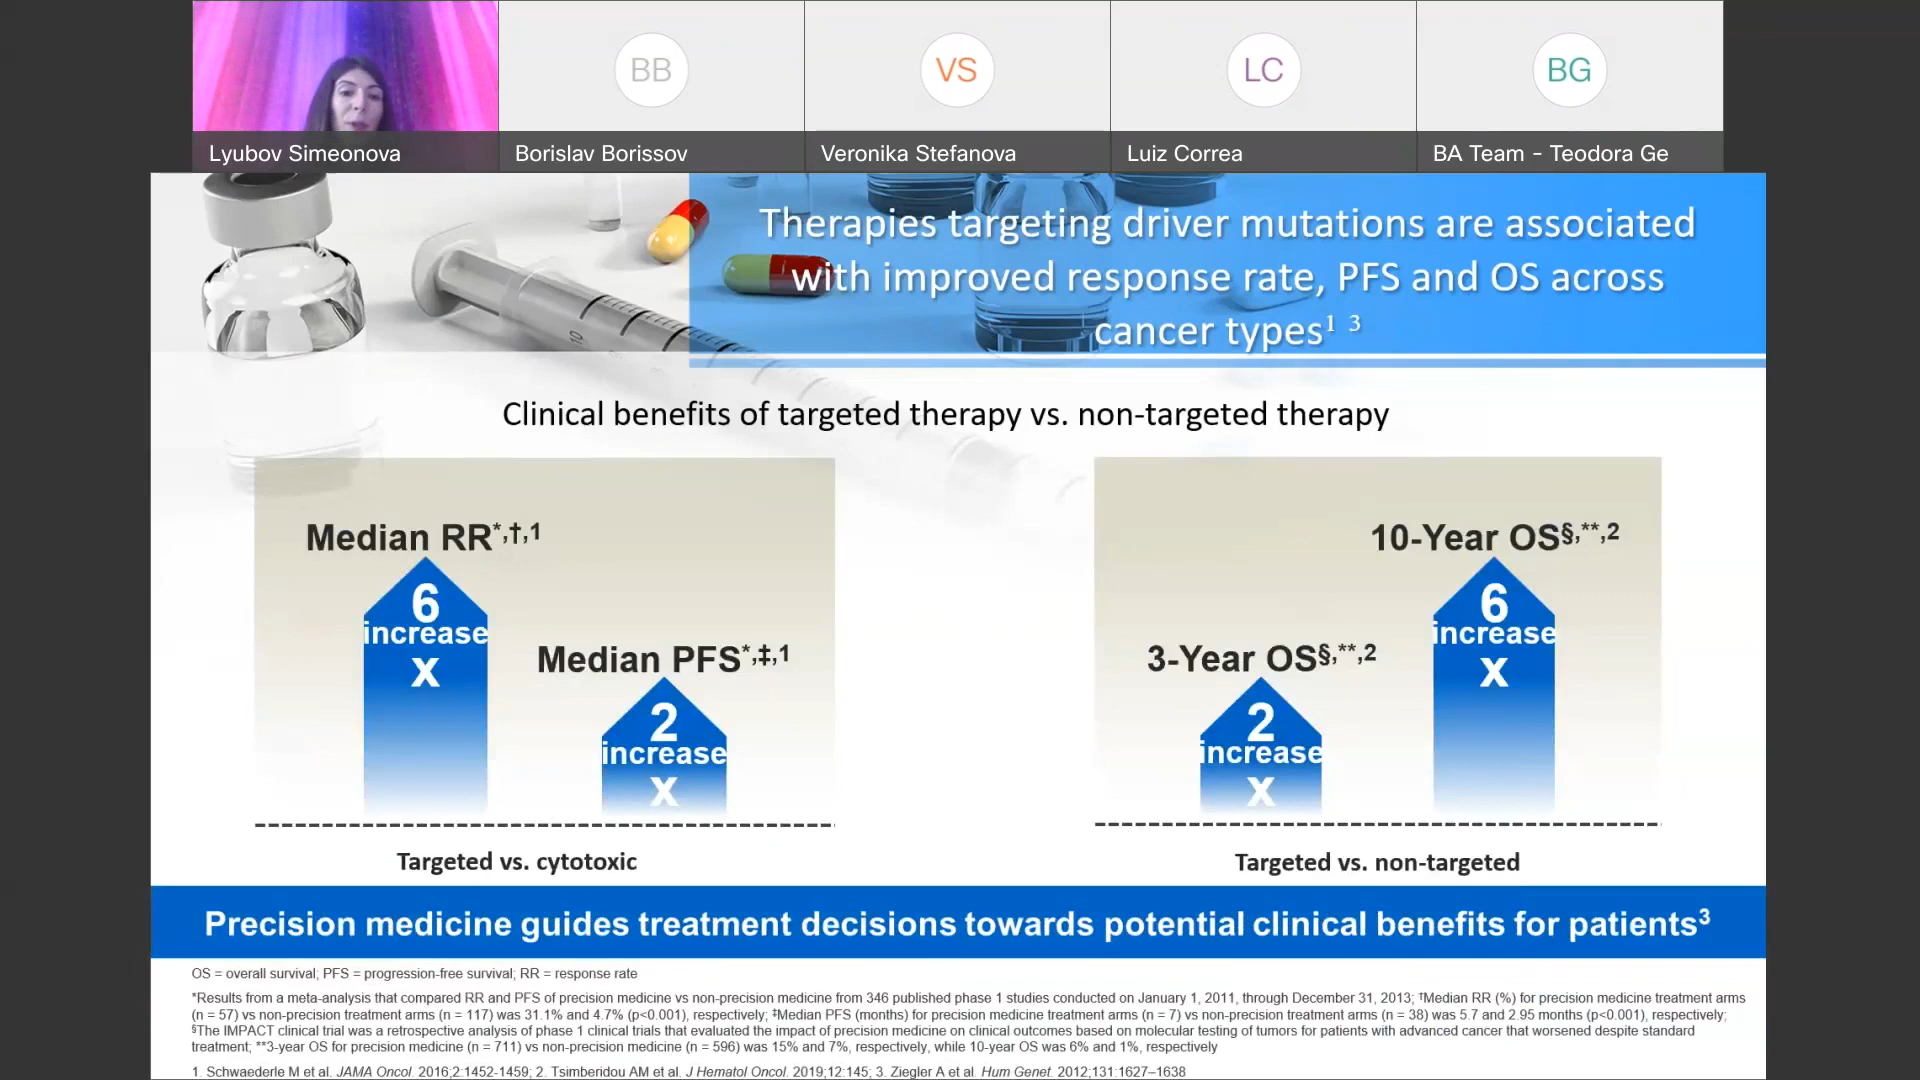 BB
VS
LC
BG
Lyubov Simeonova
Borislav Borissov
Veronika Stefanova
Luiz Correa
BA Team - Teodora Ge
Therapies targeting driver mutations are associated
with improved response rate, PFS and OS across
cancer types1 3
Clinical benefits of targeted therapy vs. non-targeted therapy
Median RR*,†,1
6
increase
x
Median PFS*,‡,1
2
increase
x
Targeted vs. cytotoxic
10-Year OS§,**,2
6
increase
x
3-Year OS§,**,2
2
increase
x
Targeted vs. non-targeted
Precision medicine guides treatment decisions towards potential clinical benefits for patients3
OS = overall survival; PFS = progression-free survival; RR = response rate
*Results from a meta-analysis that compared RR and PFS of precision medicine vs non-precision medicine from 346 published phase 1 studies conducted on January 1, 2011, through December 31, 2013; †Median RR (%) for precision medicine treatment arms
(n = 57) vs non-precision treatment arms (n = 117) was 31.1% and 4.7% (p<0.001), respectively; ‡Median PFS (months) for precision medicine treatment arms (n = 7) vs non-precision treatment arms (n = 38) was 5.7 and 2.95 months (p<0.001), respectively;
§The IMPACT clinical trial was a retrospective analysis of phase 1 clinical trials that evaluated the impact of precision medicine on clinical outcomes based on molecular testing of tumors for patients with advanced cancer that worsened despite standard
treatment; **3-year OS for precision medicine (n = 711) vs non-precision medicine (n = 596) was 15% and 7%, respectively, while 10-year OS was 6% and 1%, respectively
1. Schwaederle M et al. JAMA Oncol. 2016;2:1452-1459; 2. Tsimberidou AM et al. J Hematol Oncol. 2019;12:145; 3. Ziegler A et al. Hum Genet. 2012;131:1627–1638